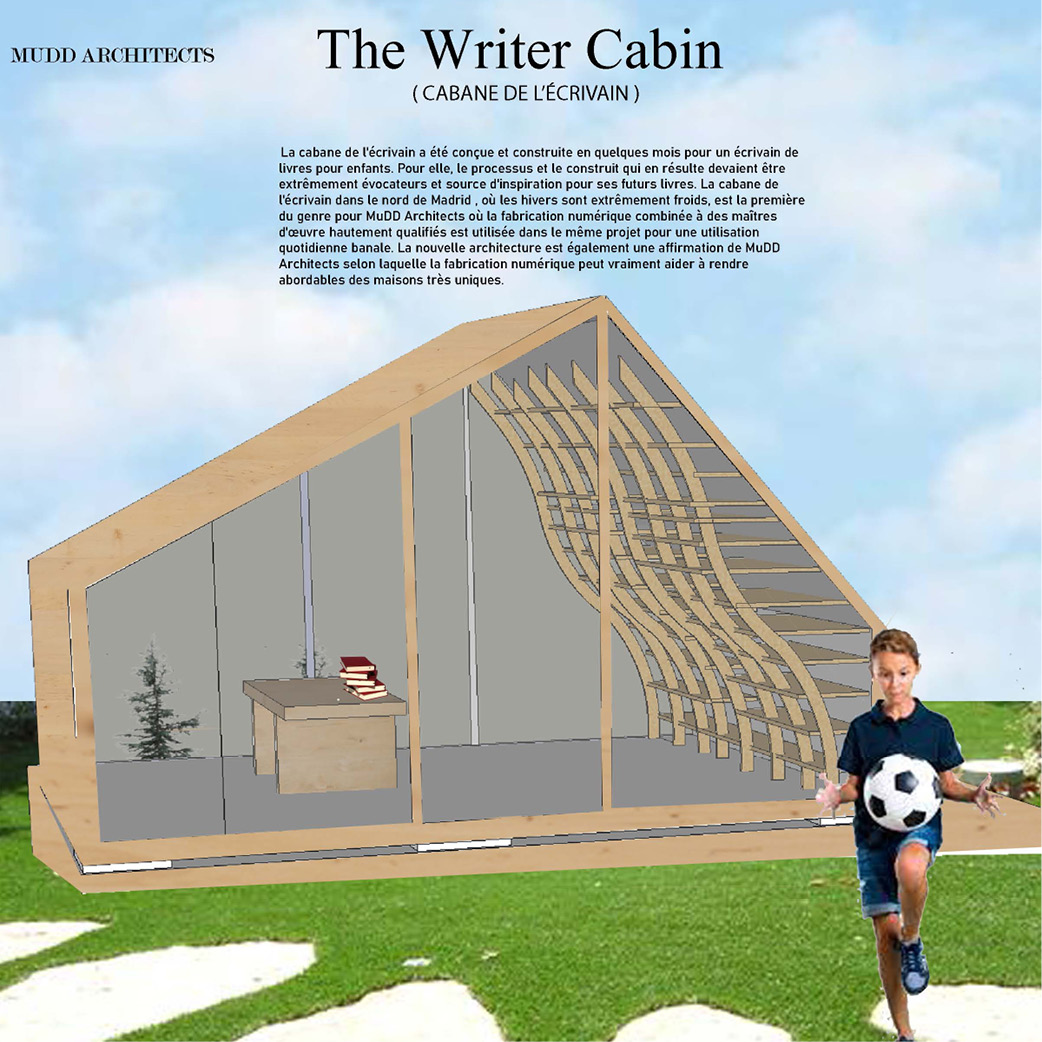 MUDD ARCHITECTS
The Writer Cabin
( CABANE DE L'ÉCRIVAIN )
La cabane de l'écrivain a été conçue et construite en quelques mois pour un écrivain de
livres pour enfants. Pour elle, le processus et le construit qui en résulte devaient être
extrêmement évocateurs et source d'inspiration pour ses futurs livres. La cabane de
l'écrivain dans le nord de Madrid , où les hivers sont extrêmement froids, est la première
du genre pour MuDD Architects où la fabrication numérique combinée à des maîtres
d'œuvre hautement qualifiés est utilisée dans le même projet pour une utilisation
quotidienne banale. La nouvelle architecture est également une affirmation de MuDD
Architects selon laquelle la fabrication numérique peut vraiment aider à rendre
abordables des maisons très uniques.